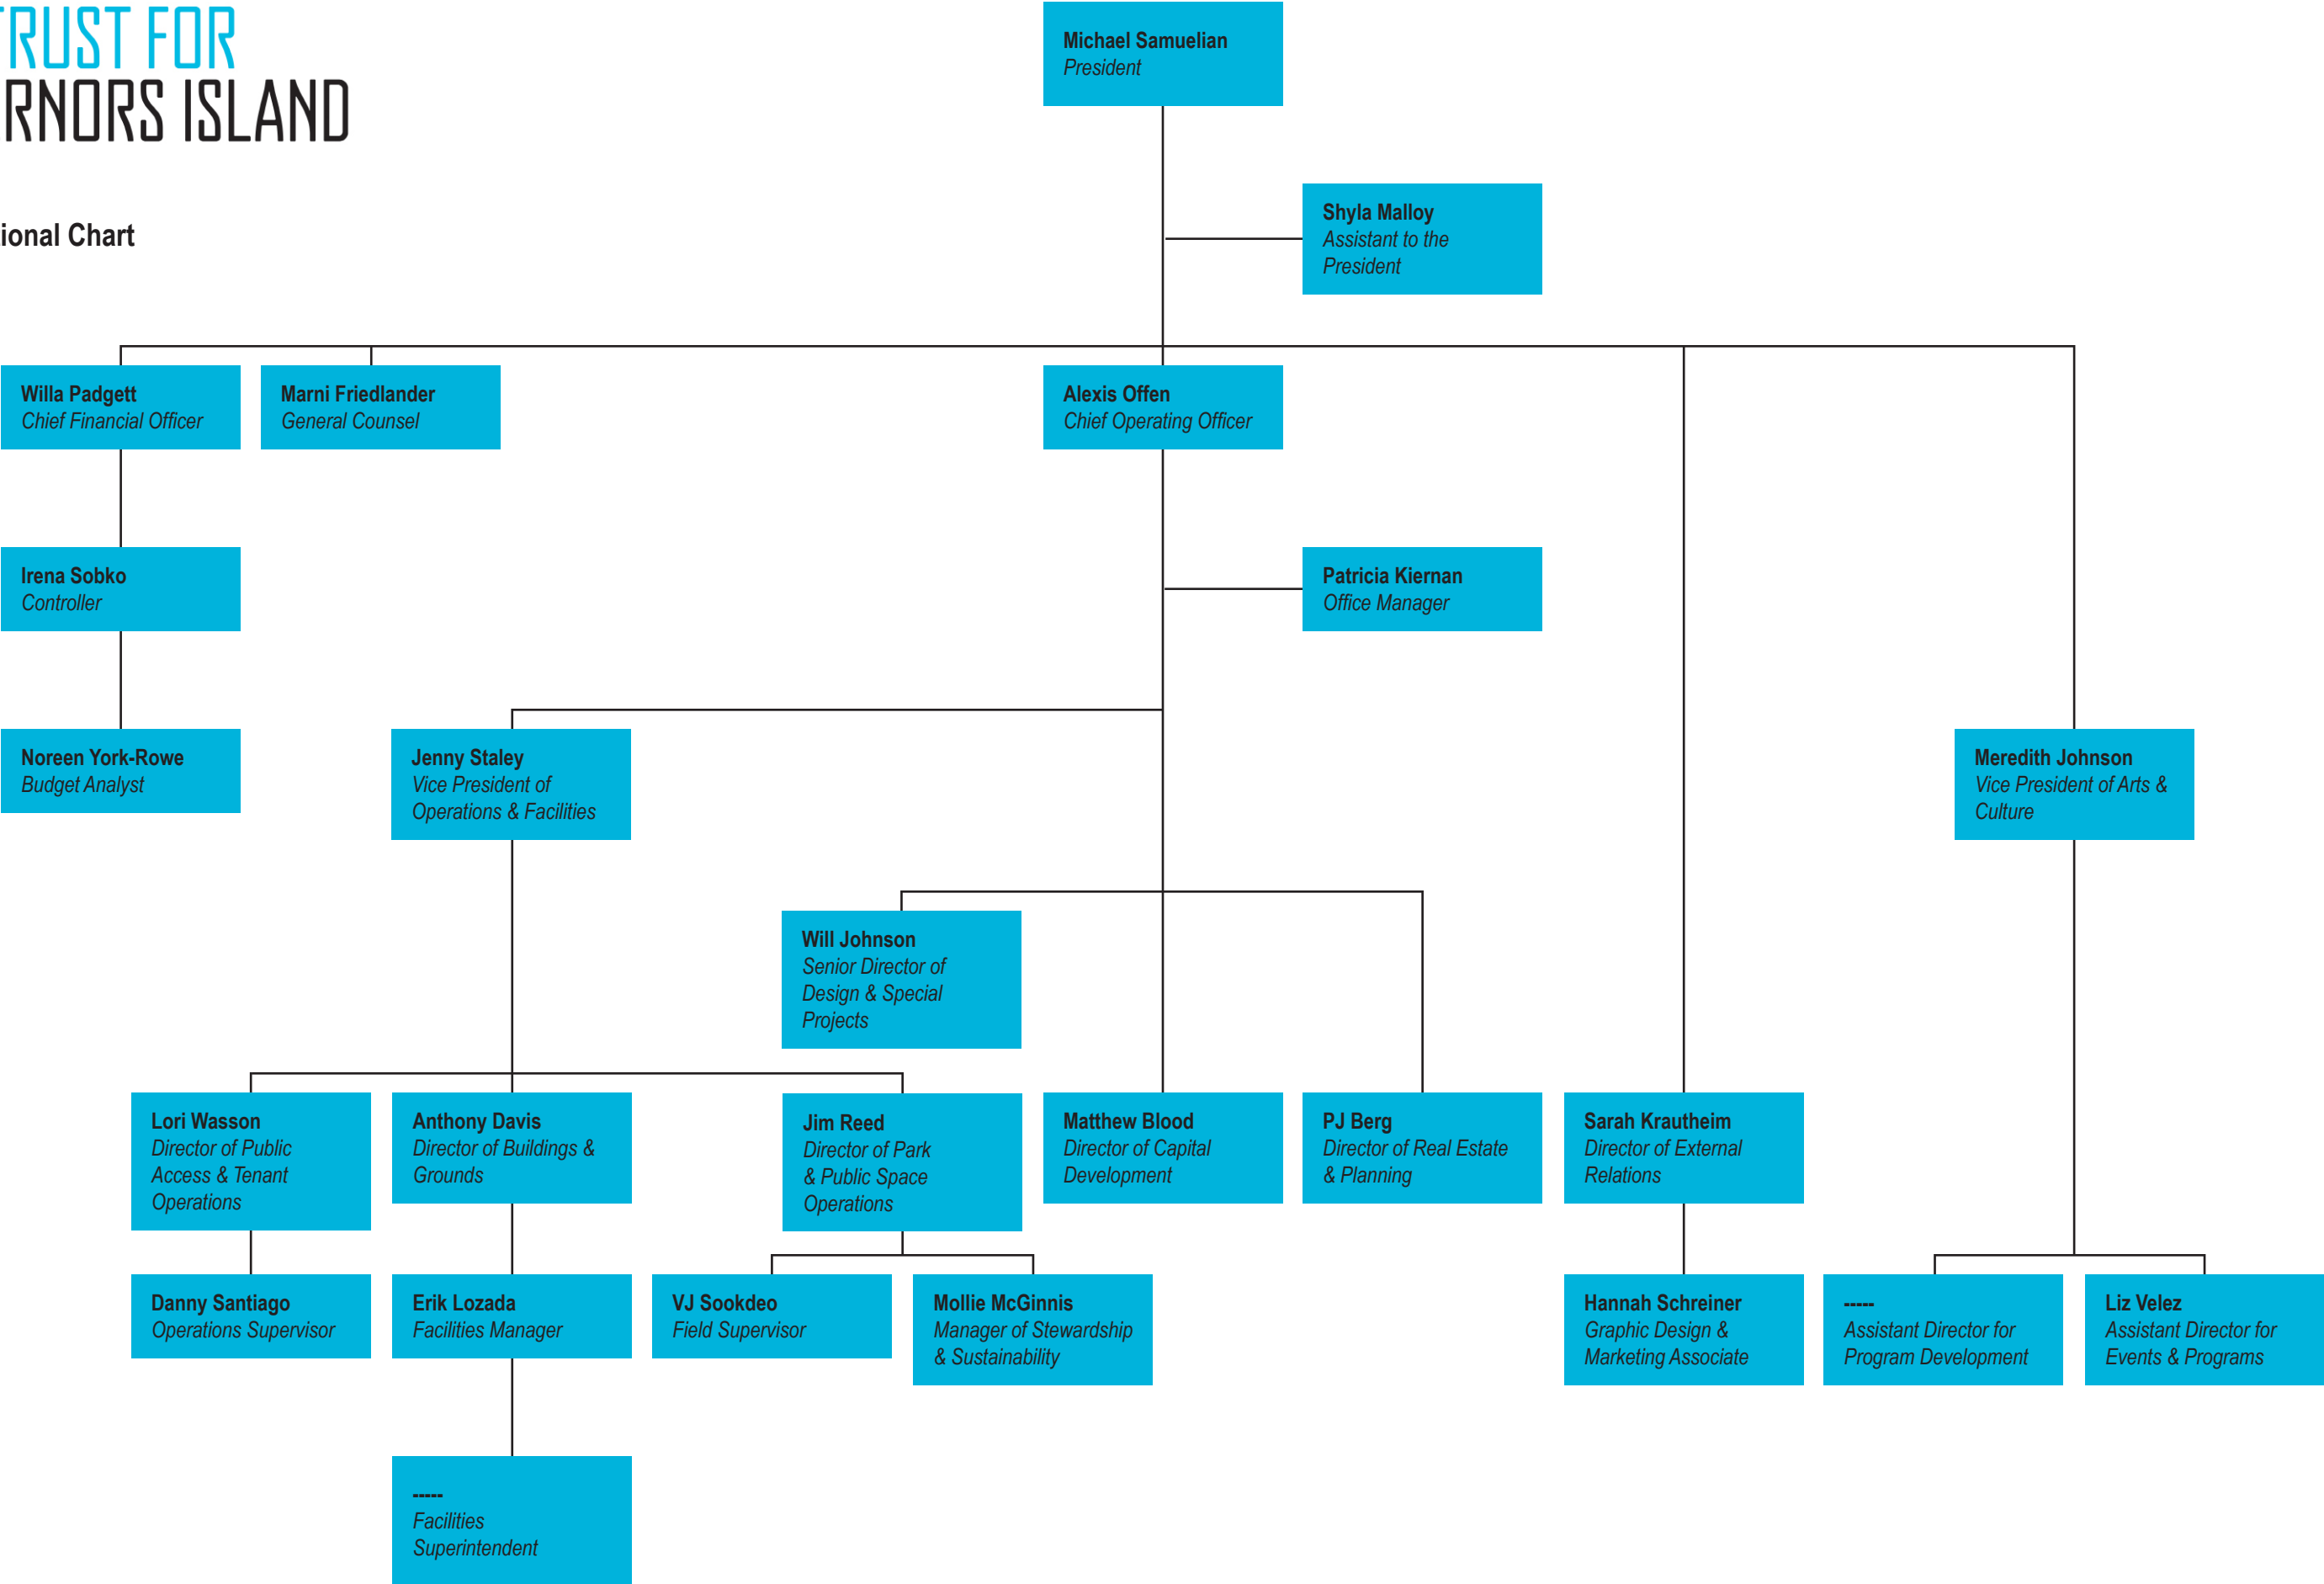 TRUST FOR
RNORS ISLAND
tional Chart
Michael Samuelian
President
Shyla Malloy
Assistant to the
President
Willa Padgett
Chief Financial Officer
Marni Friedlander
General Counsel
Alexis Offen
Chief Operating Officer
Irena Sobko
Controller
Patricia Kiernan
Office Manager
Noreen York-Rowe
Budget Analyst
Jenny Staley
Vice President of
Operations & Facilities
Meredith Johnson
Vice President of Arts &
Culture
Will Johnson
Senior Director of
Design & Special
Projects
Lori Wasson
Director of Public
Access & Tenant
Operations
Anthony Davis
Director of Buildings &
Grounds
Jim Reed
Director of Park
& Public Space
Operations
Matthew Blood
Director of Capital
Development
PJ Berg
Director of Real Estate
& Planning
Sarah Krautheim
Director of External
Relations
Danny Santiago
Operations Supervisor
Erik Lozada
Facilities Manager
VJ Sookdeo
Field Supervisor
Mollie McGinnis
Manager of Stewardship
& Sustainability
Hannah Schreiner
Graphic Design &
Marketing Associate
-----
Assistant Director for
Program Development
Liz Velez
Assistant Director for
Events & Programs
-----
Facilities
Superintendent